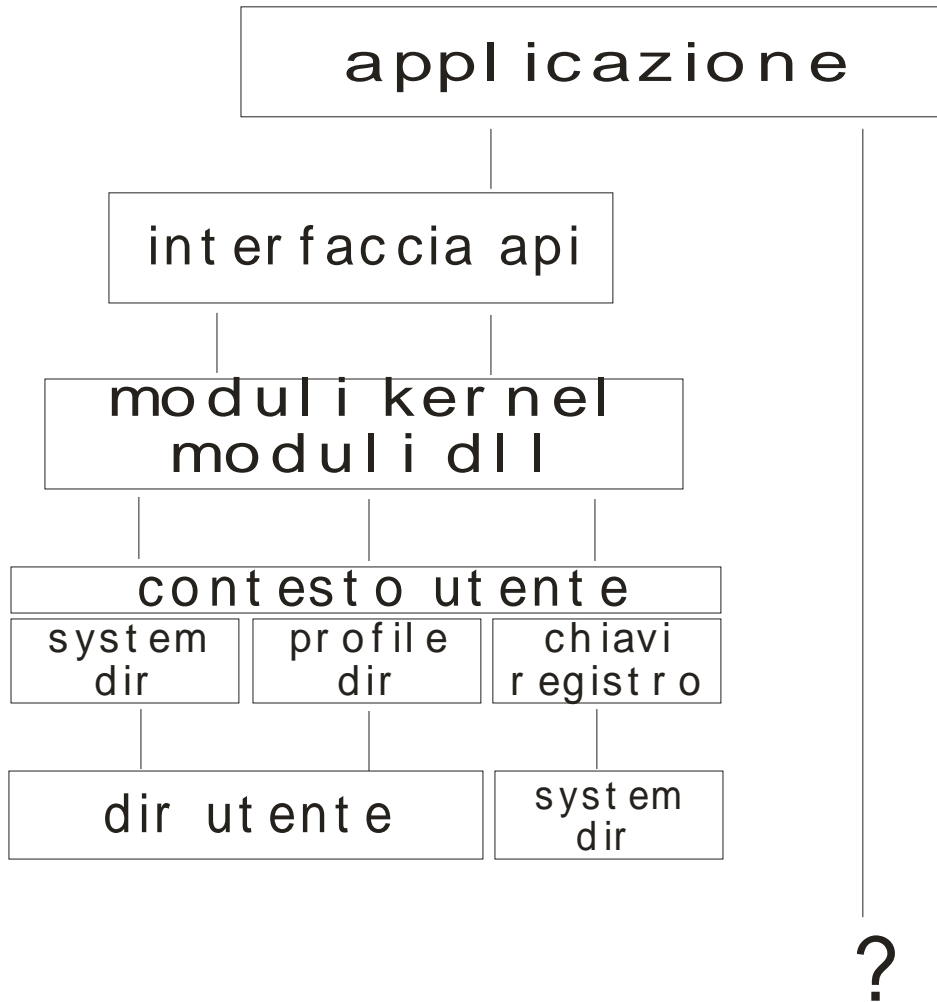 applicazione
interfaccia api
moduli kernel
moduli dll
contesto utente
system
dir
profile
dir
chiavi
registro
dir utente
system
dir
?